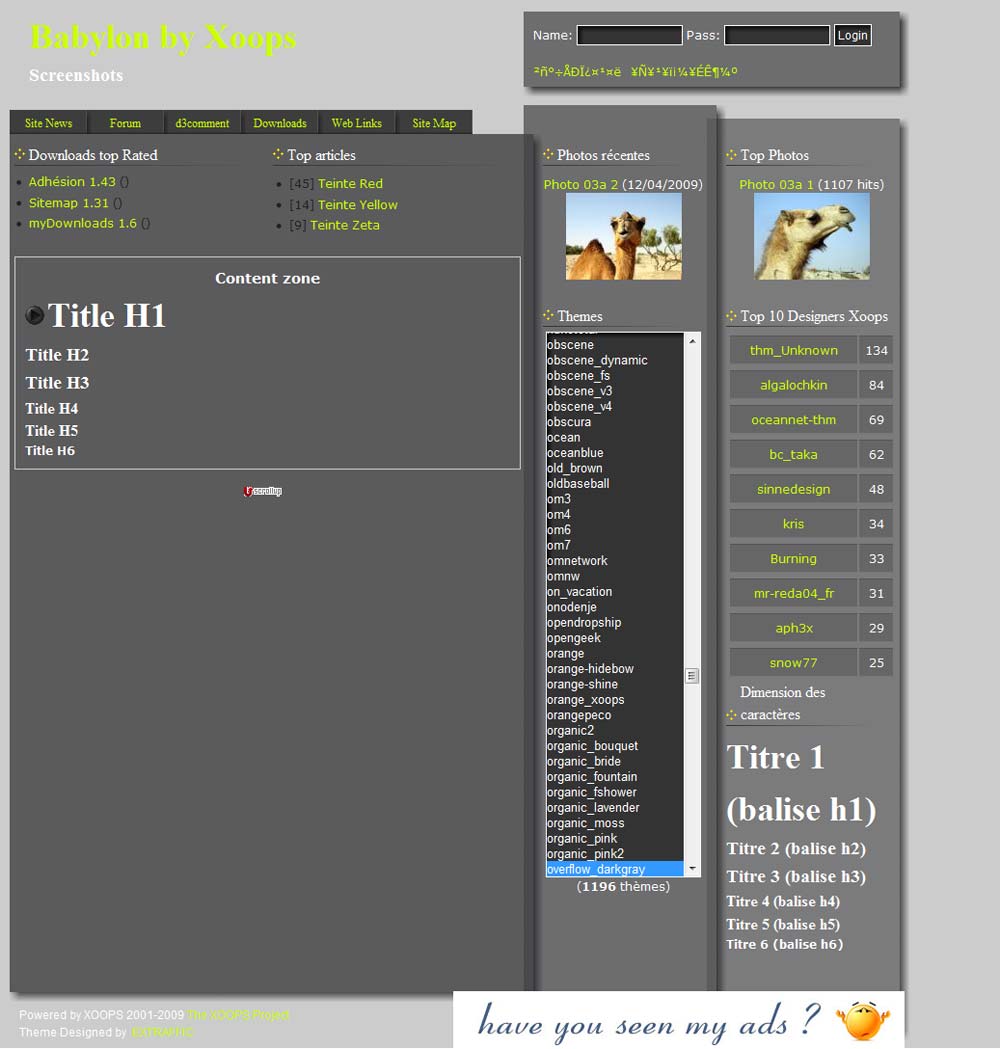 Babylon by Xoops
Screenshots
Name: Pass: Login
²ñº÷ÅÐÏ¿¤¹¤ë ¥Ñ¥¹¥ï¡¼¥ÉÊ¶¼º
Site News Forum d3comment Downloads Web Links Site Map
Downloads top Rated
Adhésion 1.43 ()
Sitemap 1.31 ()
myDownloads 1.6 ()
Top articles
[45] Teinte Red
[14] Teinte Yellow
[9] Teinte Zeta
Content zone
Title H1
Title H2
Title H3
Title H4
Title H5
Title H6
scrollup
Photos récentes
Photo 03a 2 (12/04/2009)
Themes
obscene
obscene_dynamic
obscene_fs
obscene_v3
obscene_v4
obscura
ocean
oceanblue
old_brown
oldbaseball
om3
om4
om6
om7
omnetwork
omnw
on_vacation
onodenje
opendropship
opengeek
orange
orange-hidebow
orange-shine
orange_xoops
orangepeco
organic2
organic_bouquet
organic_bride
organic_fountain
organic_fshower
organic_lavender
organic_moss
organic_pink
organic_pink2
overflow_darkgray
(1196 thèmes)
Top Photos
Photo 03a 1 (1107 hits)
Top 10 Designers Xoops
thm_Unknown 134
algalochkin 84
oceannet-thm 69
bc_taka 62
sinnedesign 48
kris 34
Burning 33
mr-reda04_fr 31
aph3x 29
snow77 25
Dimension des
caractères
Titre 1
(balise h1)
Titre 2 (balise h2)
Titre 3 (balise h3)
Titre 4 (balise h4)
Titre 5 (balise h5)
Titre 6 (balise h6)
Powered by XOOPS 2001-2009 The XOOPS Project
Theme Designed by
have you seen my ads ?